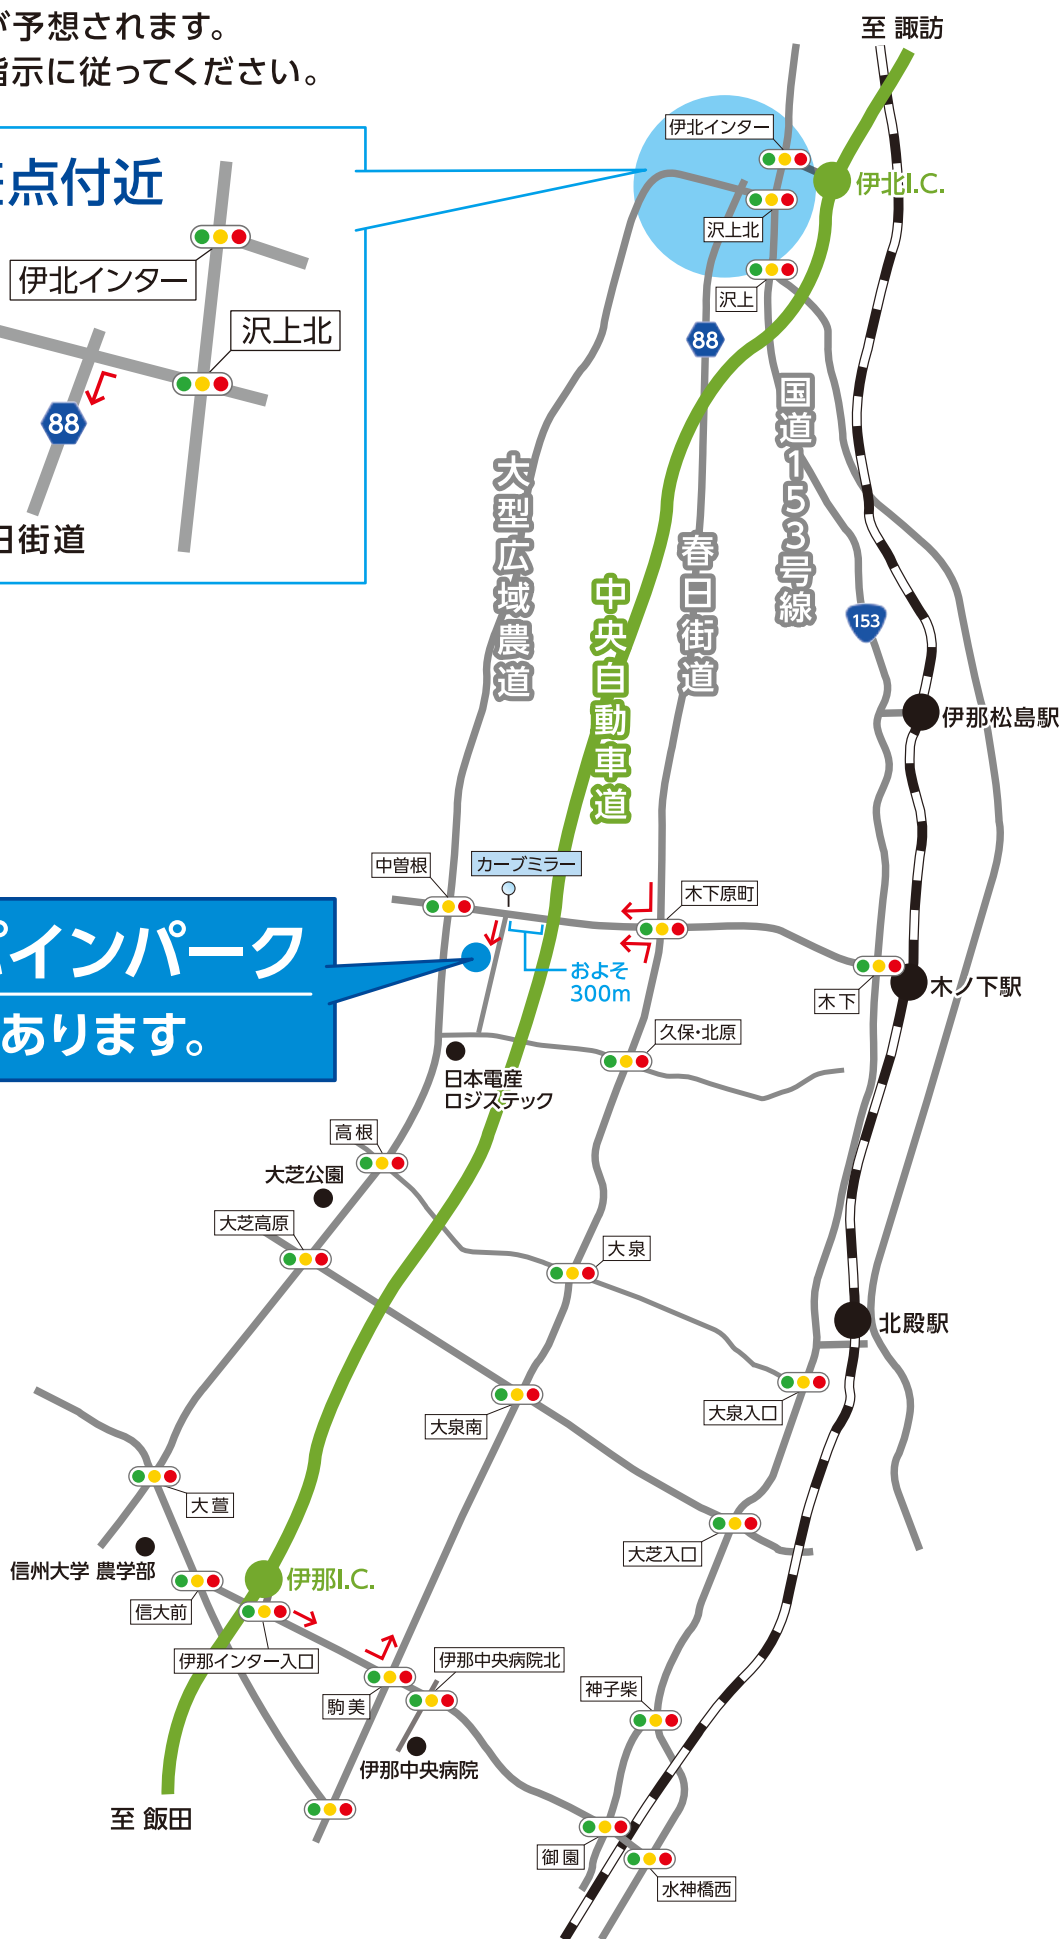 が予想されます。
指示に従ってください。
至 諏訪
伊北インター
伊北I.C.
沢上北
沢上
差点付近
伊北インター
沢上北
88
日街道
88
国道153号線
大型広域農道
春日街道
中央自動車道
153
伊那松島駅
中曽根
カーブミラー
木下原町
パインパーク
あります。
およそ
300m
木下
木ノ下駅
久保・北原
日本電産
ロジステック
高根
大芝公園
大芝高原
大泉
北殿駅
大泉南
大泉入口
大萱
信州大学 農学部
大芝入口
伊那I.C.
信大前
伊那インター入口
伊那中央病院北
駒美
神子柴
伊那中央病院
至 飯田
御園
水神橋西